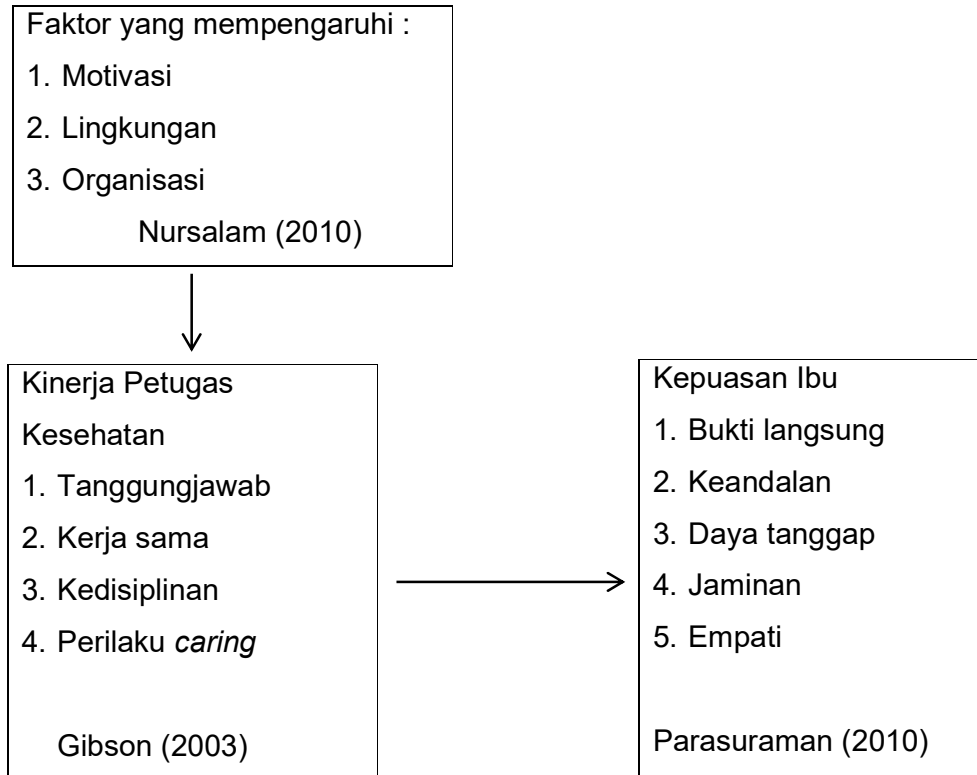 Faktor yang mempengaruhi :
1. Motivasi
2. Lingkungan
3. Organisasi
Nursalam (2010)
Kinerja Petugas
Kesehatan
1. Tanggungjawab
2. Kerja sama
3. Kedisiplinan
4. Perilaku caring
Gibson (2003)
Kepuasan Ibu
1. Bukti langsung
2. Keandalan
3. Daya tanggap
4. Jaminan
5. Empati
Parasuraman (2010)